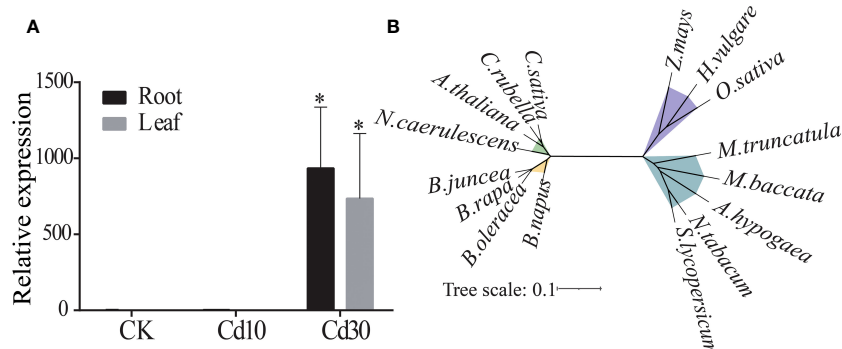 A
Relative expression
1500
1000
500
0
Root
Leaf
*
*
CK
Cd10
Cd30
B
C.sativa
C.rubella
A.thaliana
N.caerulescens
B.juncea
B.rapa
B.oleracea
B.napus
Z.mays
H.vulgare
O.sativa
M.truncatula
M.baccata
A.hypogaea
N.tabacum
S.lycopersicum
Tree scale: 0.1